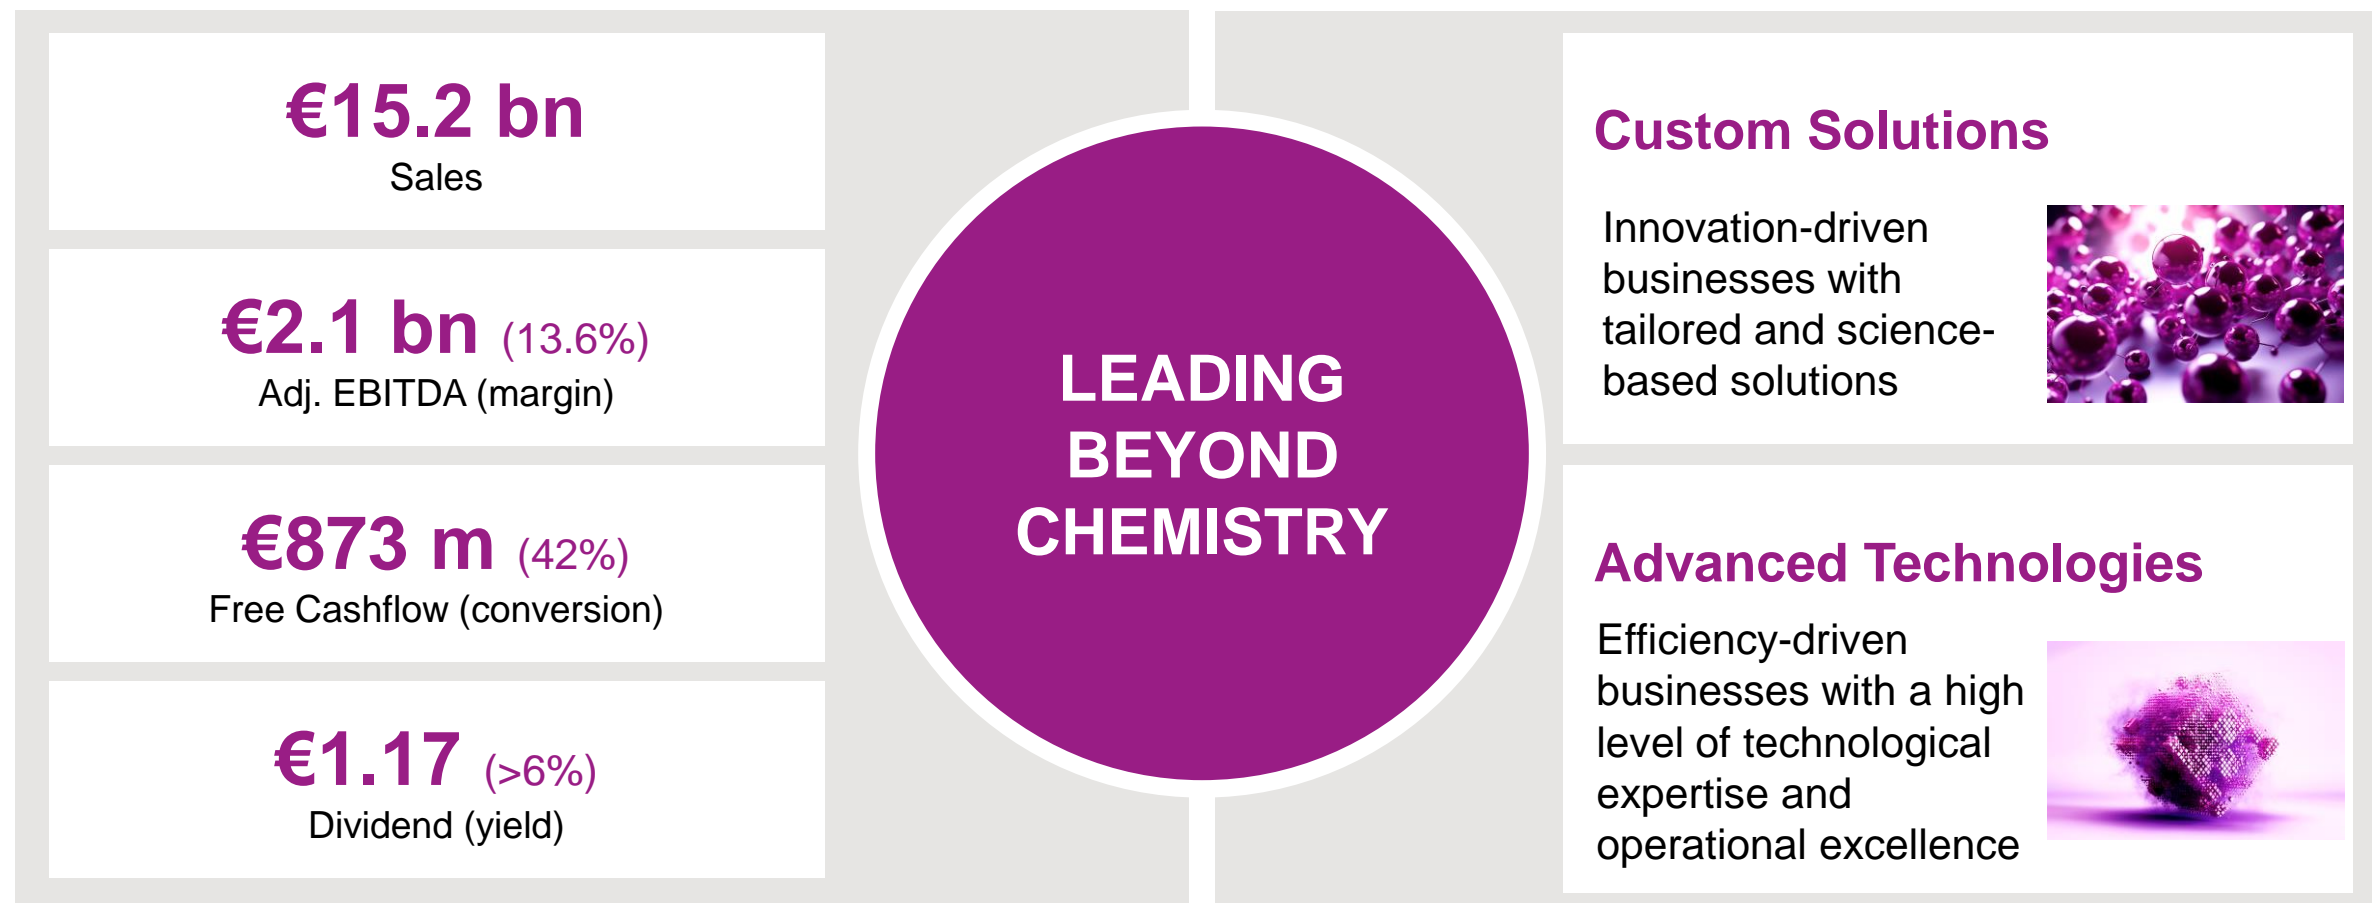 €15.2 bn
Sales
€2.1 bn (13.6%)
Adj. EBITDA (margin)
€873 m (42%)
Free Cashflow (conversion)
€1.17 (>6%)
Dividend (yield)
LEADING
BEYOND
CHEMISTRY
Custom Solutions
Innovation-driven
businesses with
tailored and science-
based solutions
Advanced Technologies
Efficiency-driven
businesses with a high
level of technological
expertise and
operational excellence